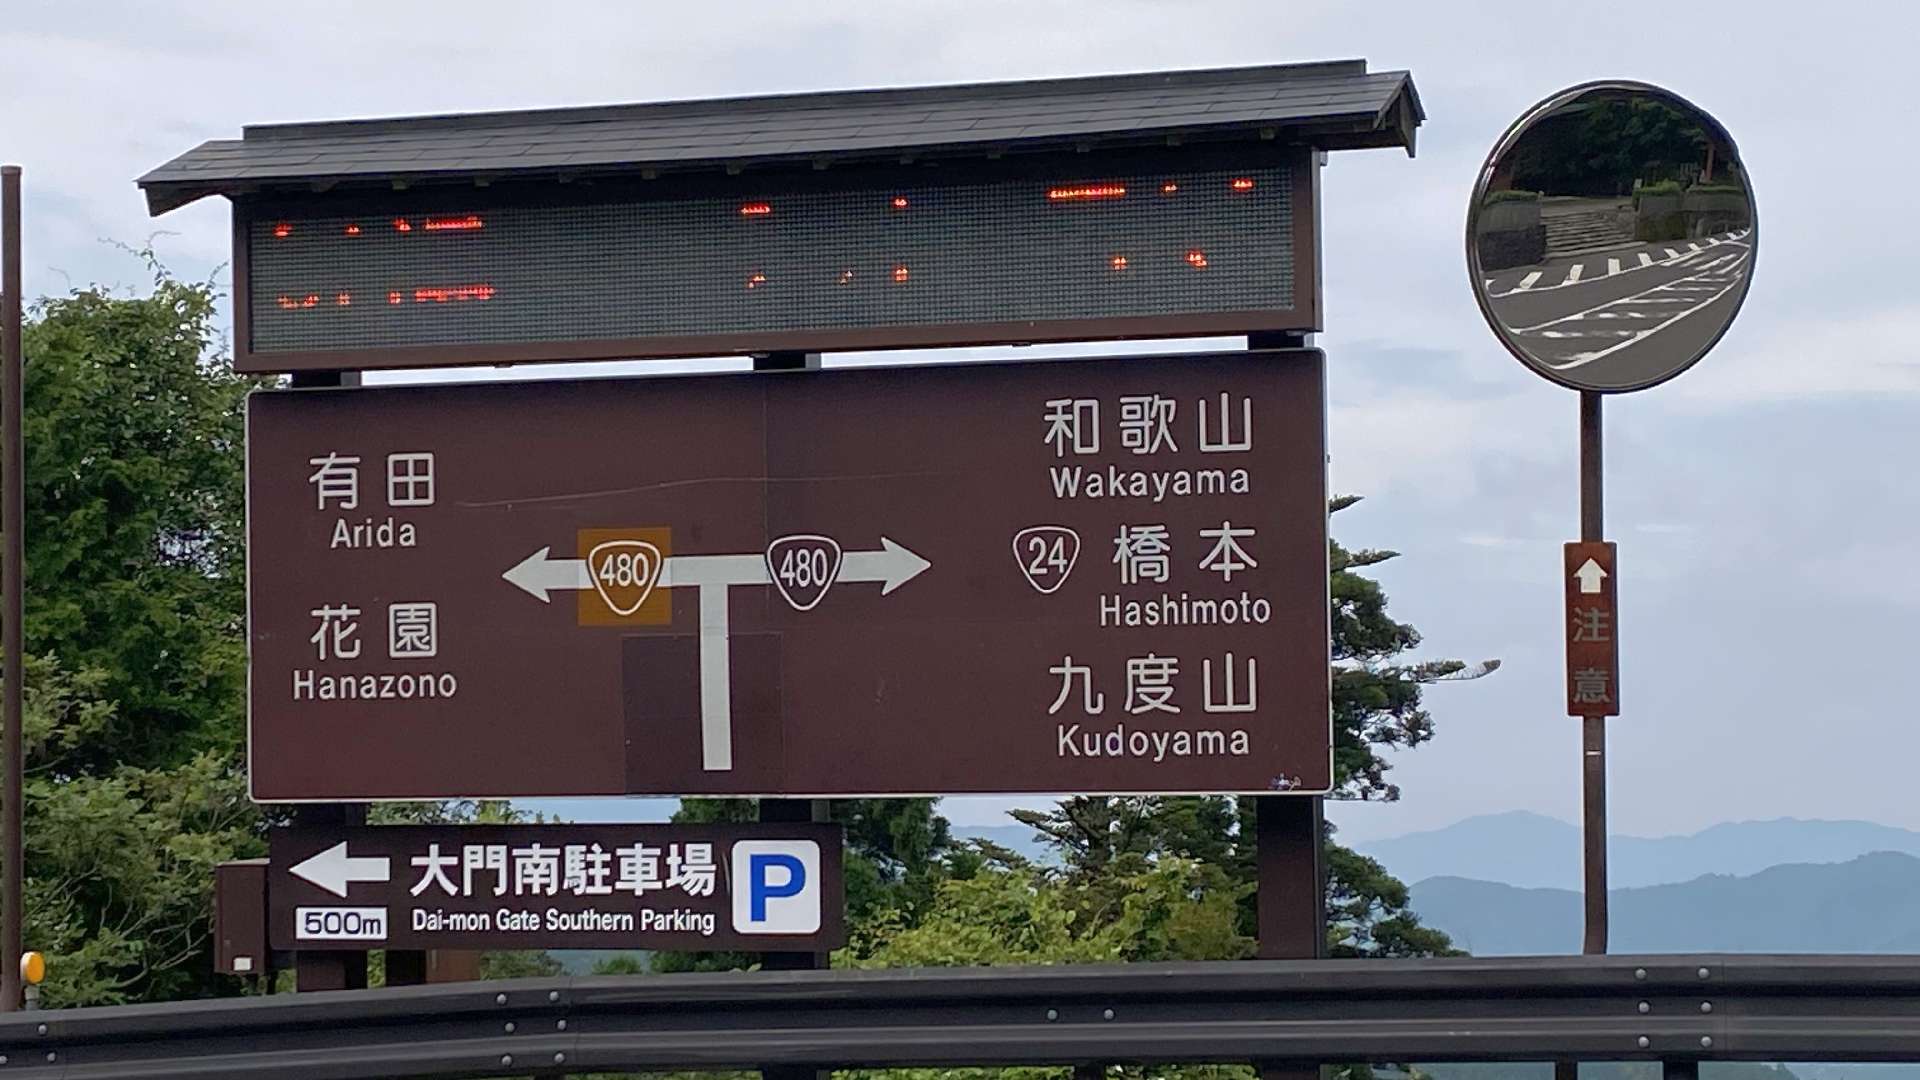 有田
Arida
花園
Hanazono
480
480
和歌山
Wakayama
24 橋本
Hashimoto
九度山
Kudoyama
大門南駐車場 P
500m Dai-mon Gate Southern Parking
注意